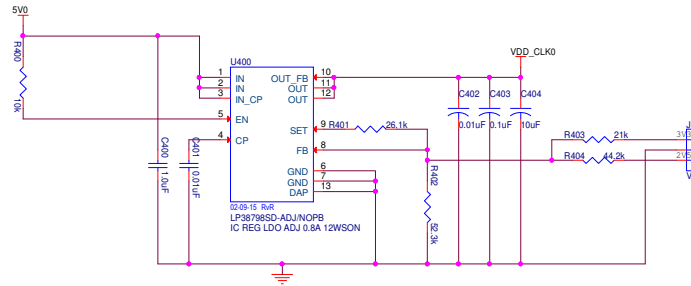 5V0
R400
10k
C400
1.0uF
C401
0.01uF
U400
1 IN
2 IN
3 IN_CP
5 EN
4 CP
OUT_FB 10
OUT 11
OUT 12
SET 9
FB 8
GND 6
GND 7
DAP 13
02-09-15 RvR
LP38798SD-ADJ/NOPB
IC REG LDO ADJ 0.8A 12WSON
R401 26.1k
R402
52.3k
VDD_CLK0
C402 C403 C404
0.01uF 0.1uF 10uF
R403 21k
R404 44.2k
J
3V3
2V5
V